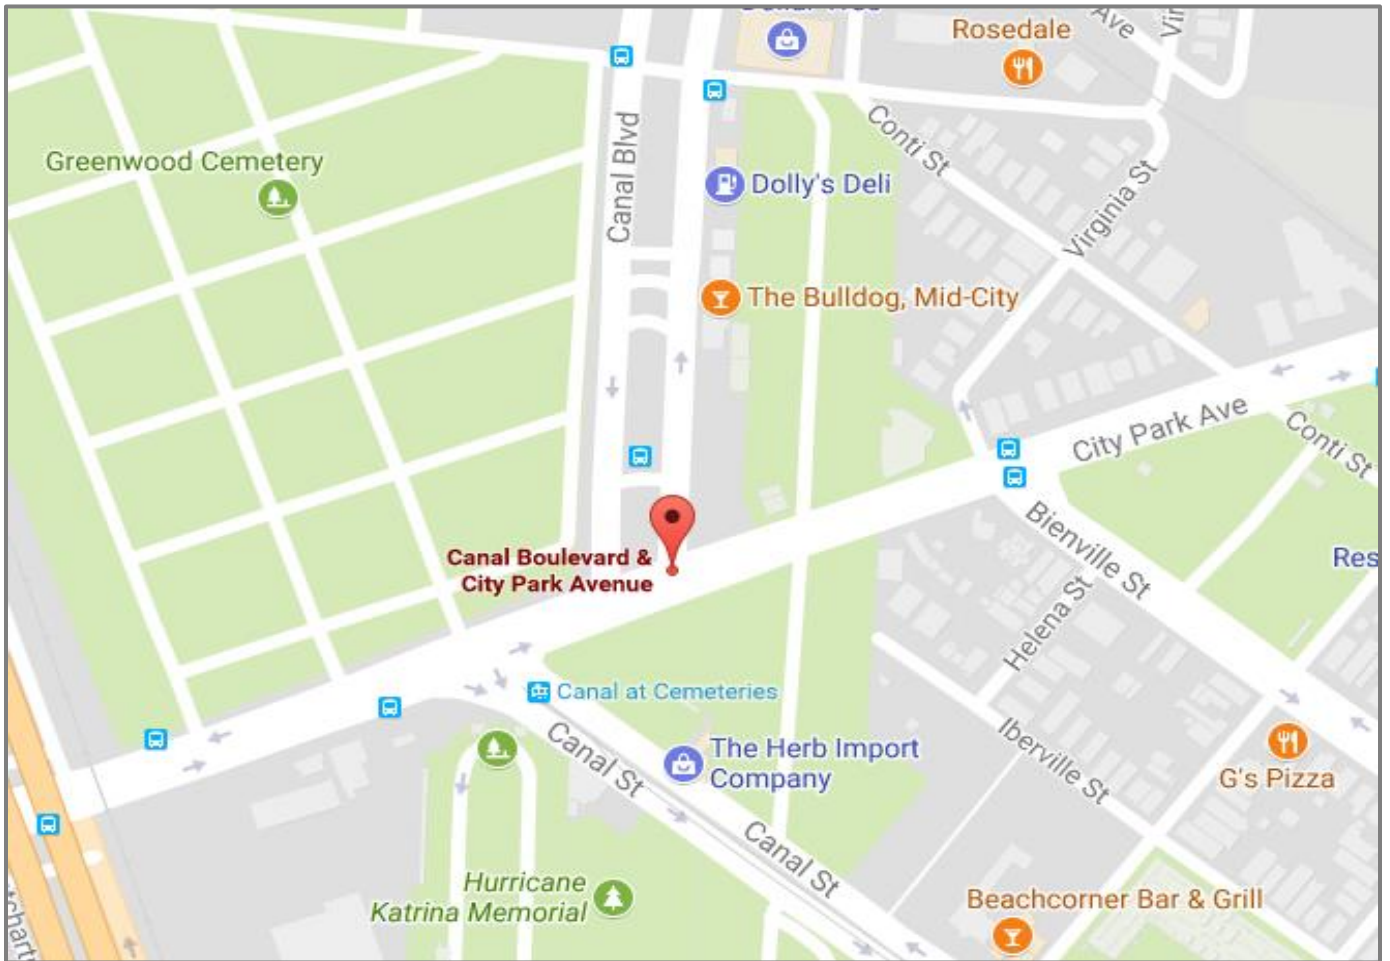 Rosedale
Ave
Canal Blvd
Conti St
Greenwood Cemetery
Dolly's Deli
Virginia St
The Bulldog, Mid-City
City Park Ave
Conti St
Bienville St
Canal Boulevard &
City Park Avenue
Helena St
Canal at Cemeteries
Canal St
The Herb Import
Company
Iberville St
G's Pizza
Canal St
Hurricane
Katrina Memorial
Beachcorner Bar & Grill